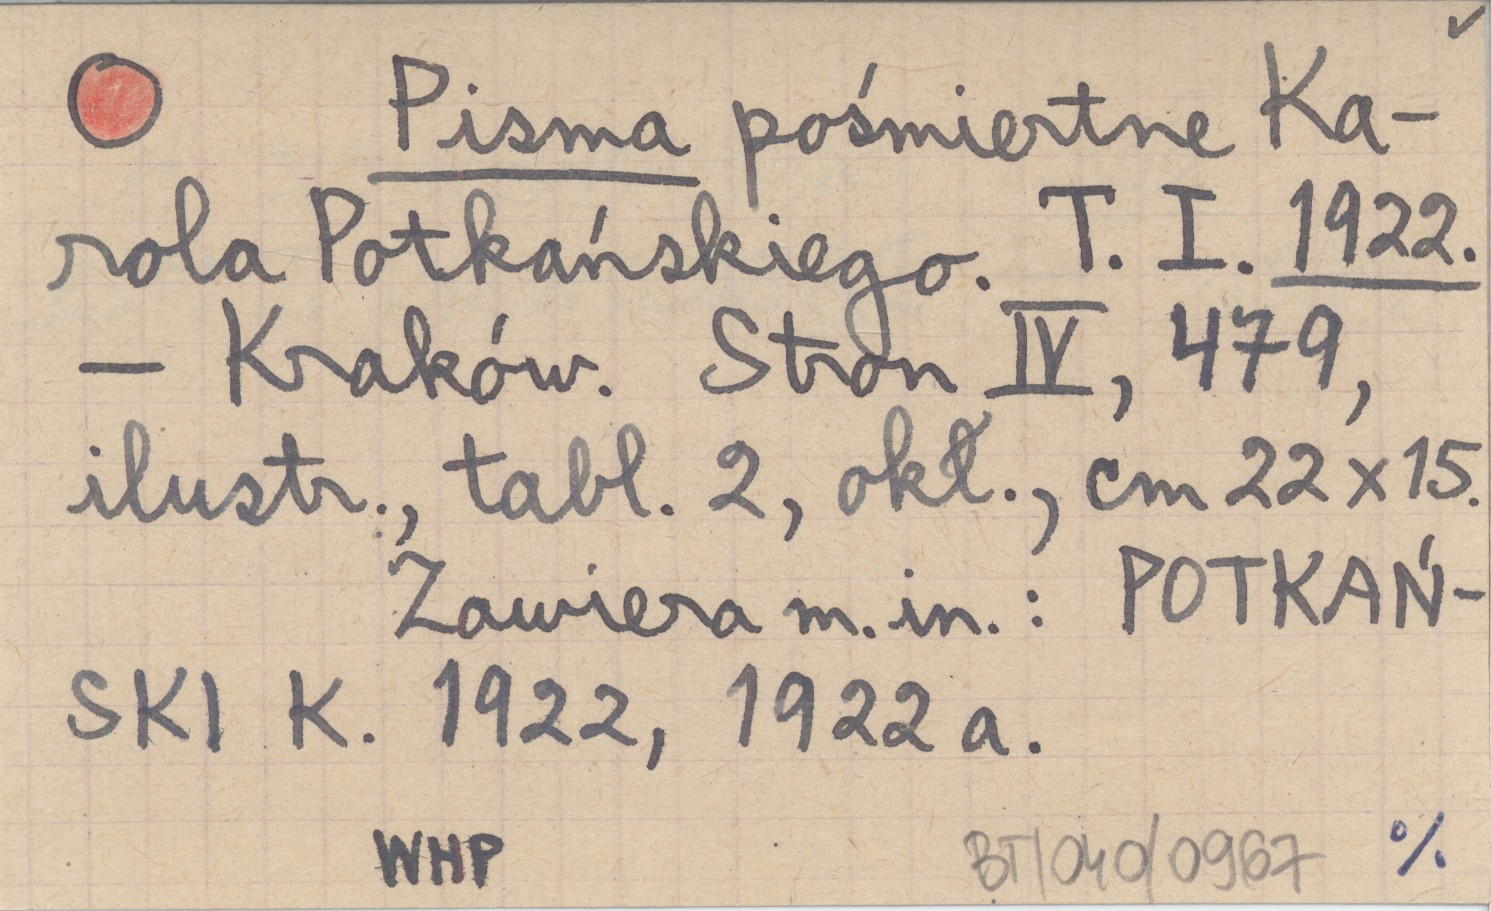 Pisma pośmiertne Ka-
rola Potkańskiego. T. I. 1922.
— Kraków. Stron IV, 479,
ilustr., tabl. 2, okł., cm 22 x 15.
Zawiera m. in. : POTKAŃ-
SKI K. 1922, 1922 a.
WHP BT/040/0967 %